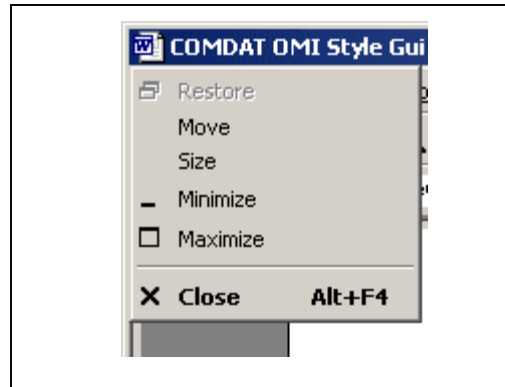 COMDAT OMI Style Gui
Restore
Move
Size
Minimize
Maximize
Close Alt+F4